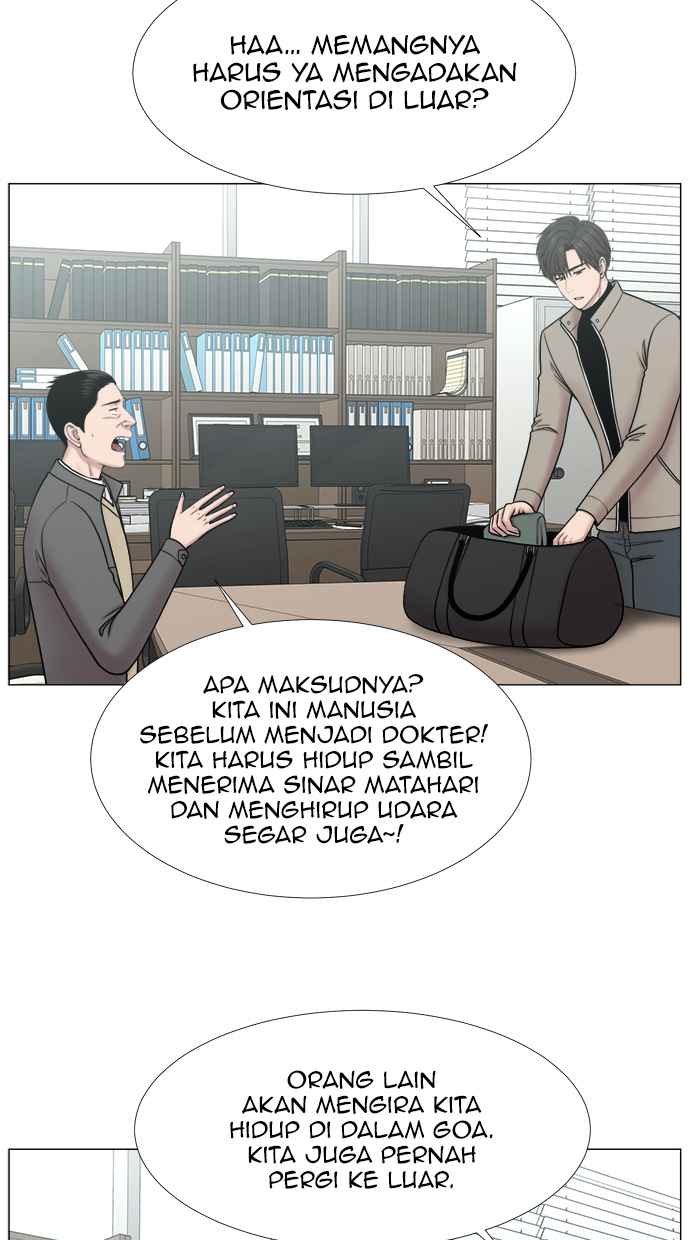 HAA... MEMANGNYA
HARUS YA MENGADAKAN
ORIENTASI DI LUAR?
APA MAKSUDNYA?
KITA INI MANUSIA
SEBELUM MENJADI DOKTER!
KITA HARUS HIDUP SAMBIL
MENERIMA SINAR MATAHARI
DAN MENGHIRUP UDARA
SEGAR JUGA~!
ORANG LAIN
AKAN MENGIRA KITA
HIDUP DI DALAM GOA.
KITA JUGA PERNAH
PERGI KE LUAR.